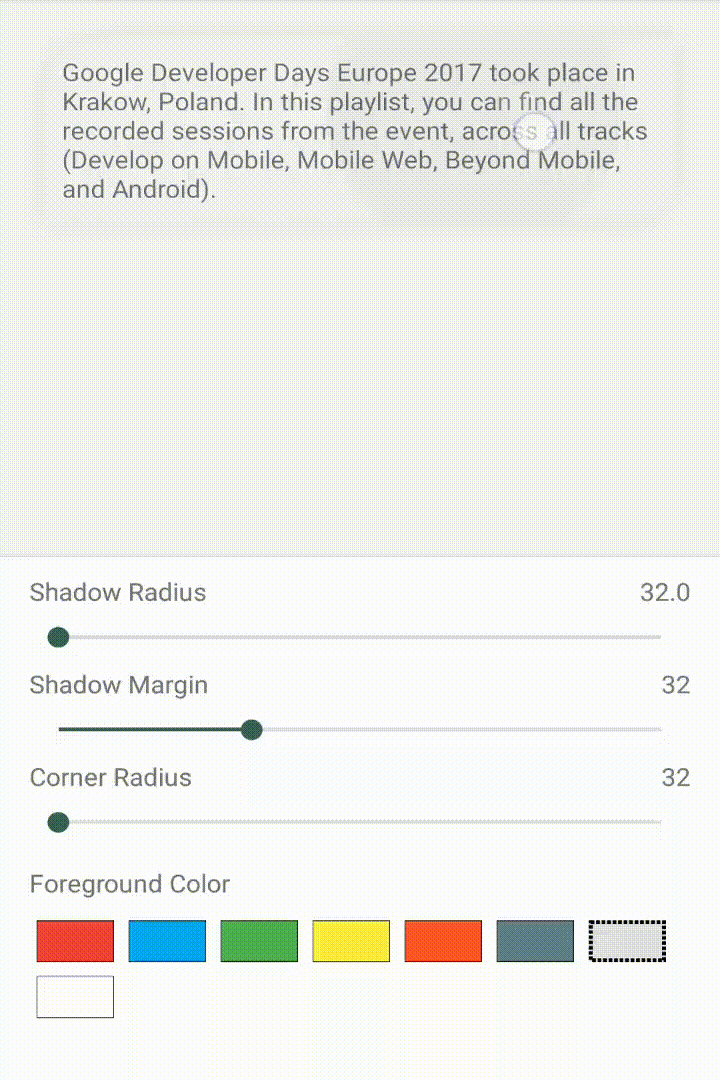 Google Developer Days Europe 2017 took place in
Krakow, Poland. In this playlist, you can find all the
recorded sessions from the event, across all tracks
(Develop on Mobile, Mobile Web, Beyond Mobile,
and Android).
Shadow Radius 32.0
Shadow Margin 32
Corner Radius 32
Foreground Color